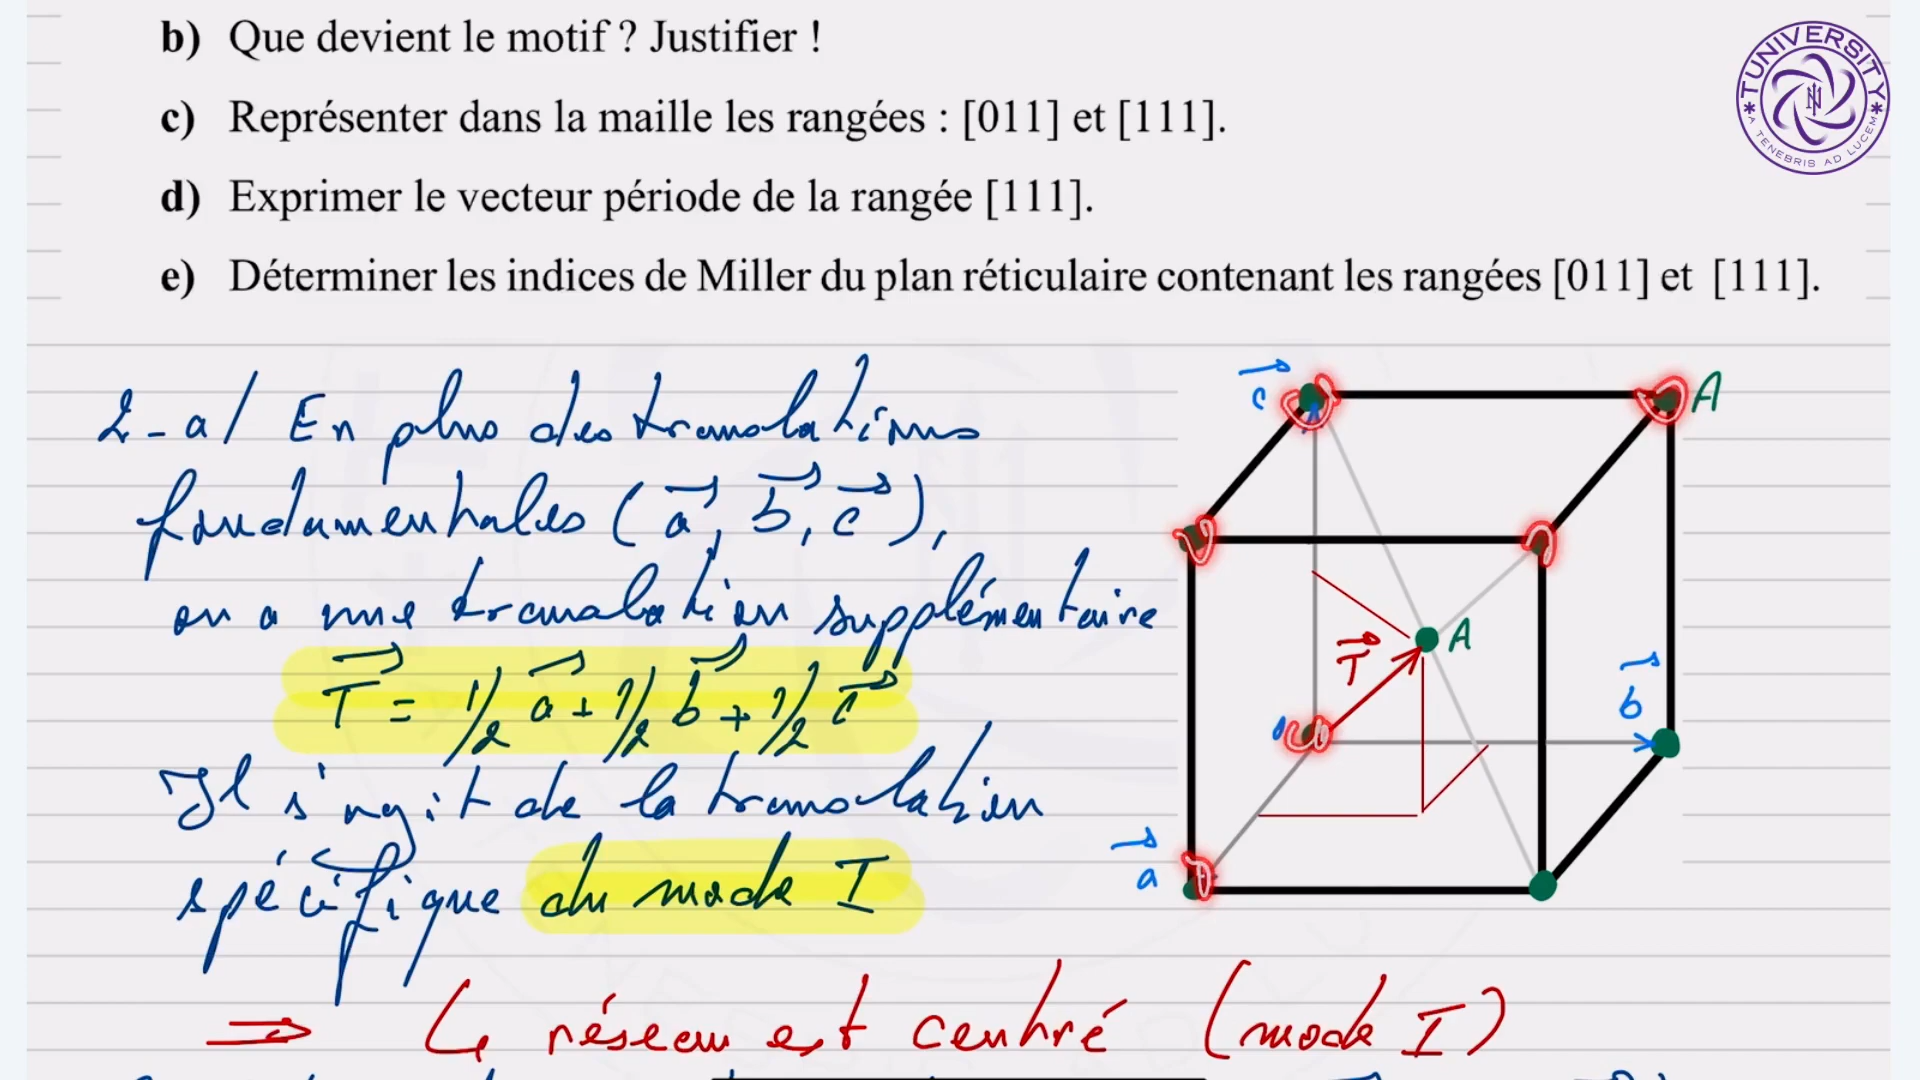 b) Que devient le motif ? Justifier !
c) Représenter dans la maille les rangées : [011] et [111].
d) Exprimer le vecteur période de la rangée [111].
e) Déterminer les indices de Miller du plan réticulaire contenant les rangées [011] et [111].
TUNIVERSITY
A TENEBRIS AD LUCEM
2-a/ En plus des translations
fondamentales (a⃗, b⃗, c⃗),
on a une translation supplémentaire
T⃗ = 1/2 a⃗ + 1/2 b⃗ + 1/2 c⃗
Il s'agit de la translation
spécifique du mode I
⇒ Le réseau est centré (mode I)
c⃗
A
T⃗
A
b⃗
a⃗